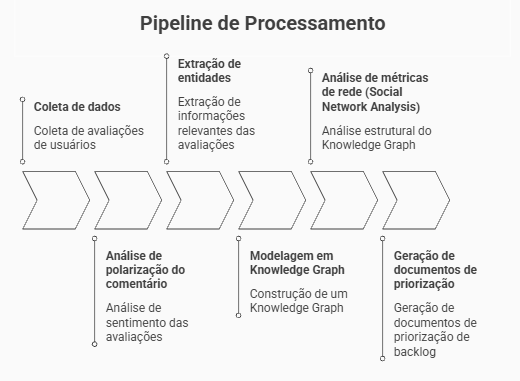 Pipeline de Processamento
Coleta de dados
Coleta de avaliações
de usuários
Análise de
polarização do
comentário
Análise de
sentimento das
avaliações
Extração de
entidades
Extração de
informações
relevantes das
avaliações
Modelagem em
Knowledge Graph
Construção de um
Knowledge Graph
Análise de métricas
de rede (Social
Network Analysis)
Análise estrutural do
Knowledge Graph
Geração de
documentos de
priorização
Geração de
documentos de
priorização de
backlog